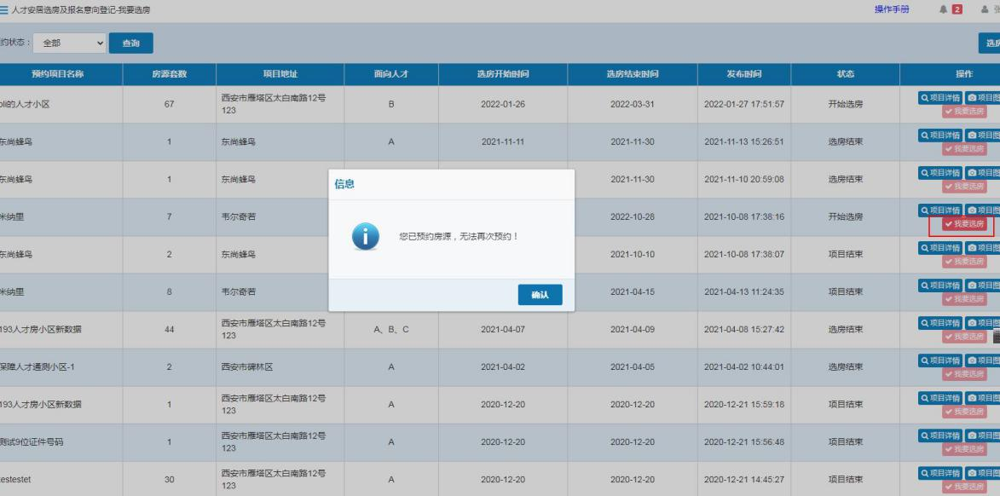 人才安居选房及报名意向登记-我要选房
操作手册
2
约状态：
全部
查询
选房
预约项目名称 房源套数 项目地址 面向人才 选房开始时间 选房结束时间 发布时间 状态 操作
oli的人才小区 67 西安市雁塔区太白南路12号 B 2022-01-26 2022-03-31 2022-01-27 17:51:57 开始选房 项目详情 项目图
123 我要选房
东尚蜂鸟 1 东尚蜂鸟 A 2021-11-11 2021-11-30 2021-11-13 15:26:51 选房结束 项目详情 项目图
我要选房
东尚蜂鸟 1 东尚蜂鸟 2021-11-30 2021-11-10 20:59:08 选房结束 项目详情 项目图
我要选房
米纳里 7 韦尔奇若 2022-10-28 2021-10-08 17:38:16 开始选房 项目详情 项目图
我要选房
东尚蜂鸟 2 东尚蜂鸟 2021-10-10 2021-10-08 17:38:07 项目结束 项目详情 项目图
我要选房
米纳里 8 韦尔奇若 2021-04-15 2021-04-13 11:24:35 项目结束 项目详情 项目图
我要选房
193人才房小区新数据 44 西安市雁塔区太白南路12号 A、B、C 2021-04-07 2021-04-09 2021-04-08 15:27:42 选房结束 项目详情 项目图
123 我要选房
保障人才通测小区-1 2 西安市碑林区 A 2021-04-02 2021-04-05 2021-04-02 10:44:01 选房结束 项目详情 项目图
我要选房
193人才房小区新数据 1 西安市雁塔区太白南路12号 A 2020-12-20 2020-12-20 2020-12-21 15:59:18 项目结束 项目详情 项目图
123 我要选房
测试9位证件号码 1 西安市雁塔区太白南路12号 A 2020-12-20 2020-12-20 2020-12-21 15:56:48 项目结束 项目详情 项目图
123 我要选房
estestet 30 西安市雁塔区太白南路12号 A 2020-12-20 2020-12-20 2020-12-21 14:45:27 项目结束 项目详情 项目图
123 我要选房
信息
您已预约房源，无法再次预约！
确认